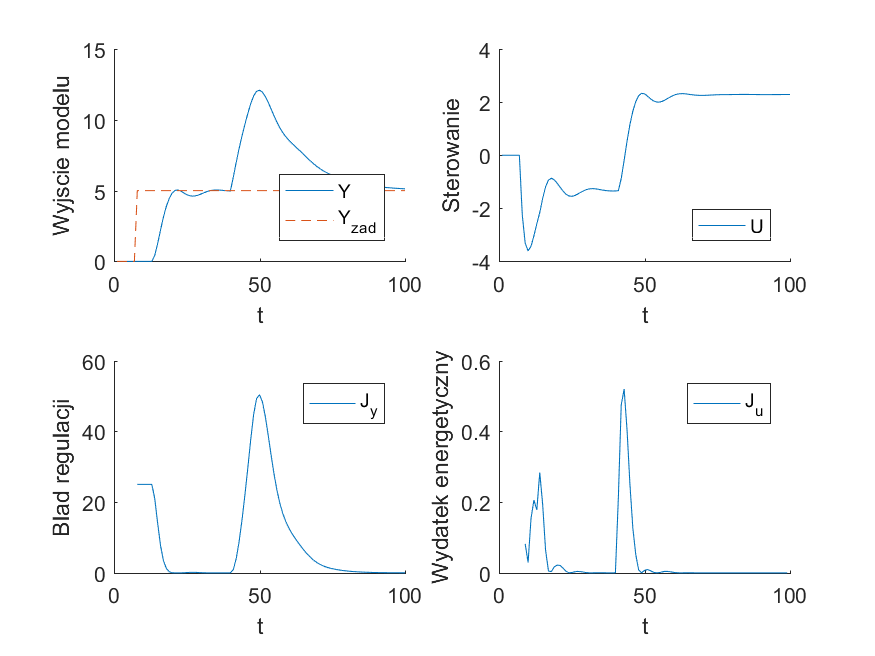 15
10
5
0
Wyjscie modelu
0
50
100
t
Y
Y_zad
4
2
0
-2
-4
Sterowanie
0
50
100
t
U
60
40
20
0
Blad regulacji
0
50
100
t
J_y
0.6
0.4
0.2
0
Wydatek energetyczny
0
50
100
t
J_u